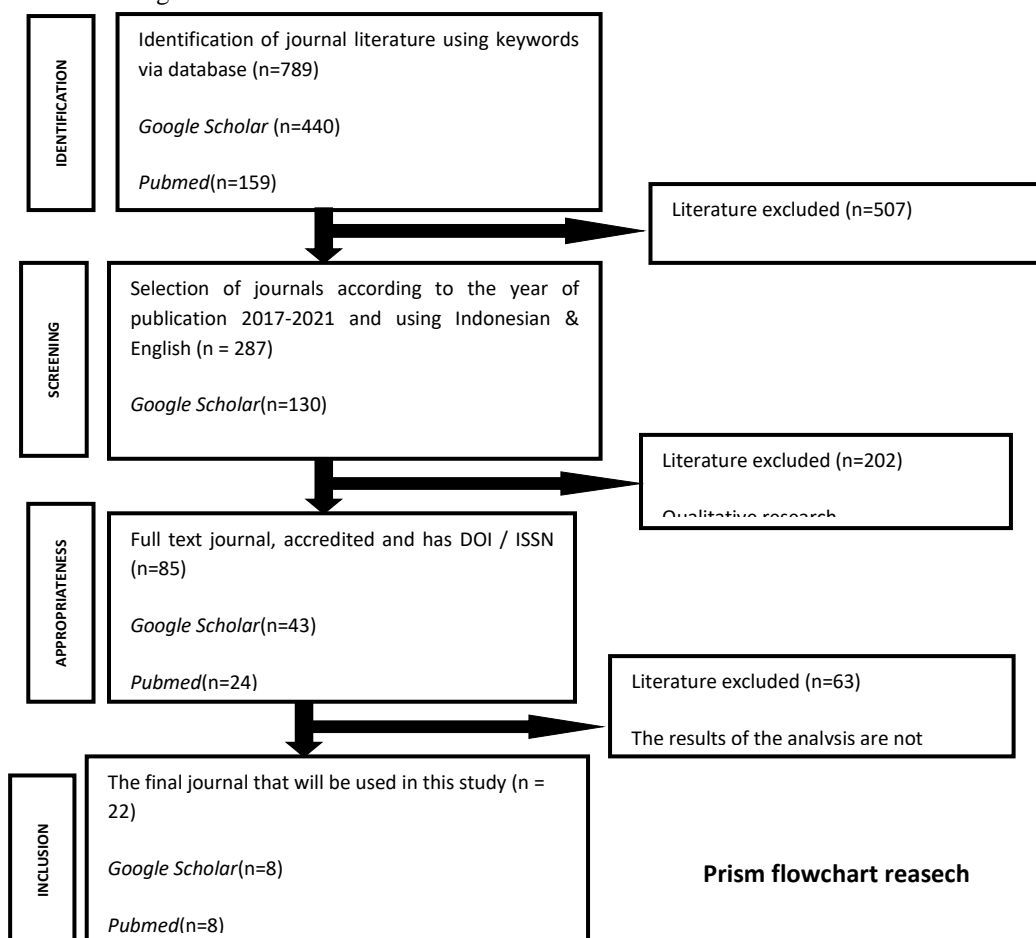 IDENTIFICATION
Identification of journal literature using keywords
via database (n=789)
Google Scholar (n=440)
Pubmed(n=159)
Literature excluded (n=507)
SCREENING
Selection of journals according to the year of
publication 2017-2021 and using Indonesian &
English (n = 287)
Google Scholar(n=130)
Literature excluded (n=202)
Qualitative research
APPROPRIATENESS
Full text journal, accredited and has DOI / ISSN
(n=85)
Google Scholar(n=43)
Pubmed(n=24)
Literature excluded (n=63)
The results of the analysis are not
INCLUSION
The final journal that will be used in this study (n =
22)
Google Scholar(n=8)
Pubmed(n=8)
Prism flowchart reasech